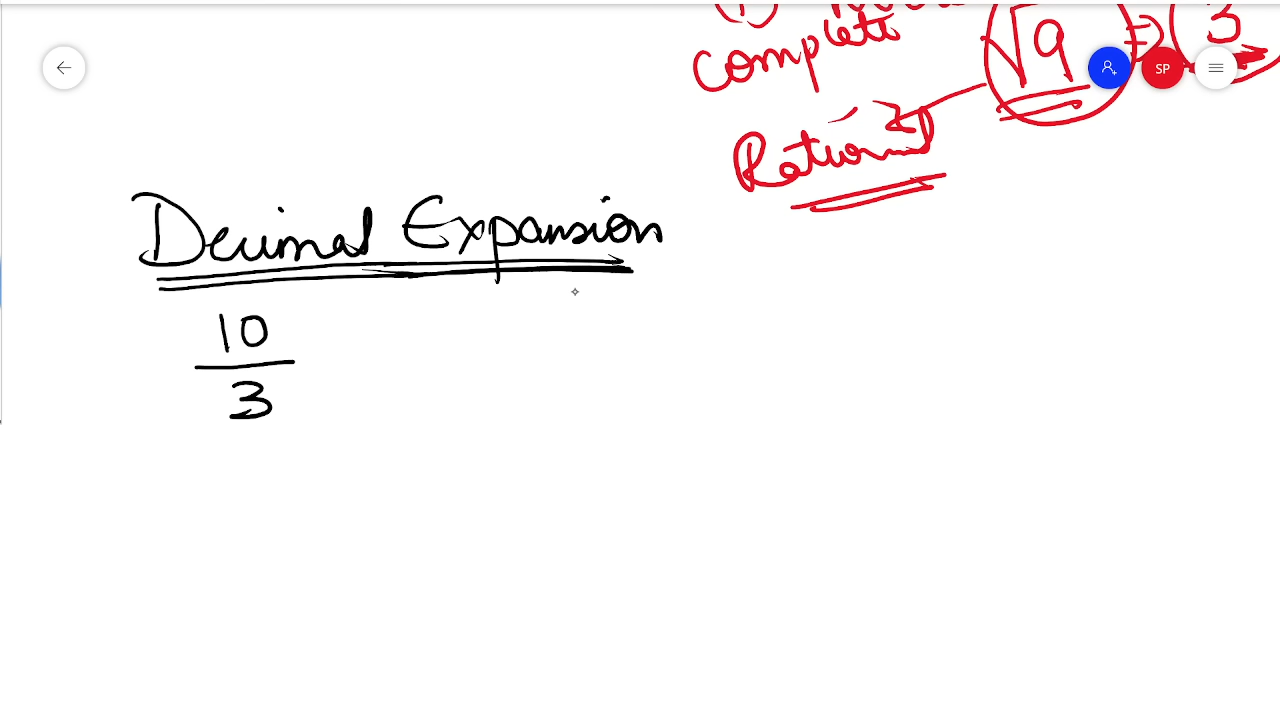 complete
√9 ⇒ 3
Rational
SP
Decimal Expansion
10
3